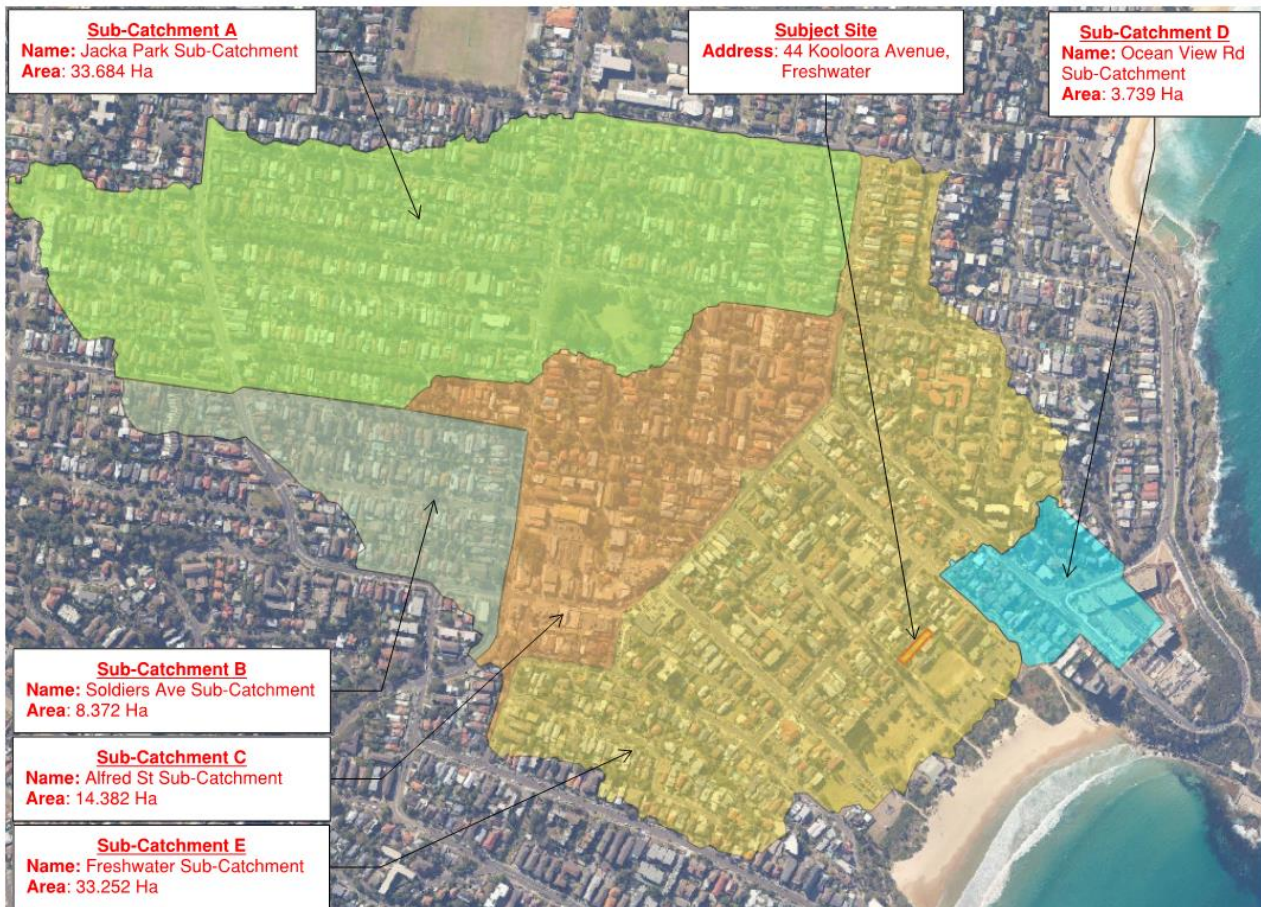 Sub-Catchment A
Name: Jacka Park Sub-Catchment
Area: 33.684 Ha
Subject Site
Address: 44 Kooloora Avenue,
Freshwater
Sub-Catchment D
Name: Ocean View Rd
Sub-Catchment
Area: 3.739 Ha
Sub-Catchment B
Name: Soldiers Ave Sub-Catchment
Area: 8.372 Ha
Sub-Catchment C
Name: Alfred St Sub-Catchment
Area: 14.382 Ha
Sub-Catchment E
Name: Freshwater Sub-Catchment
Area: 33.252 Ha